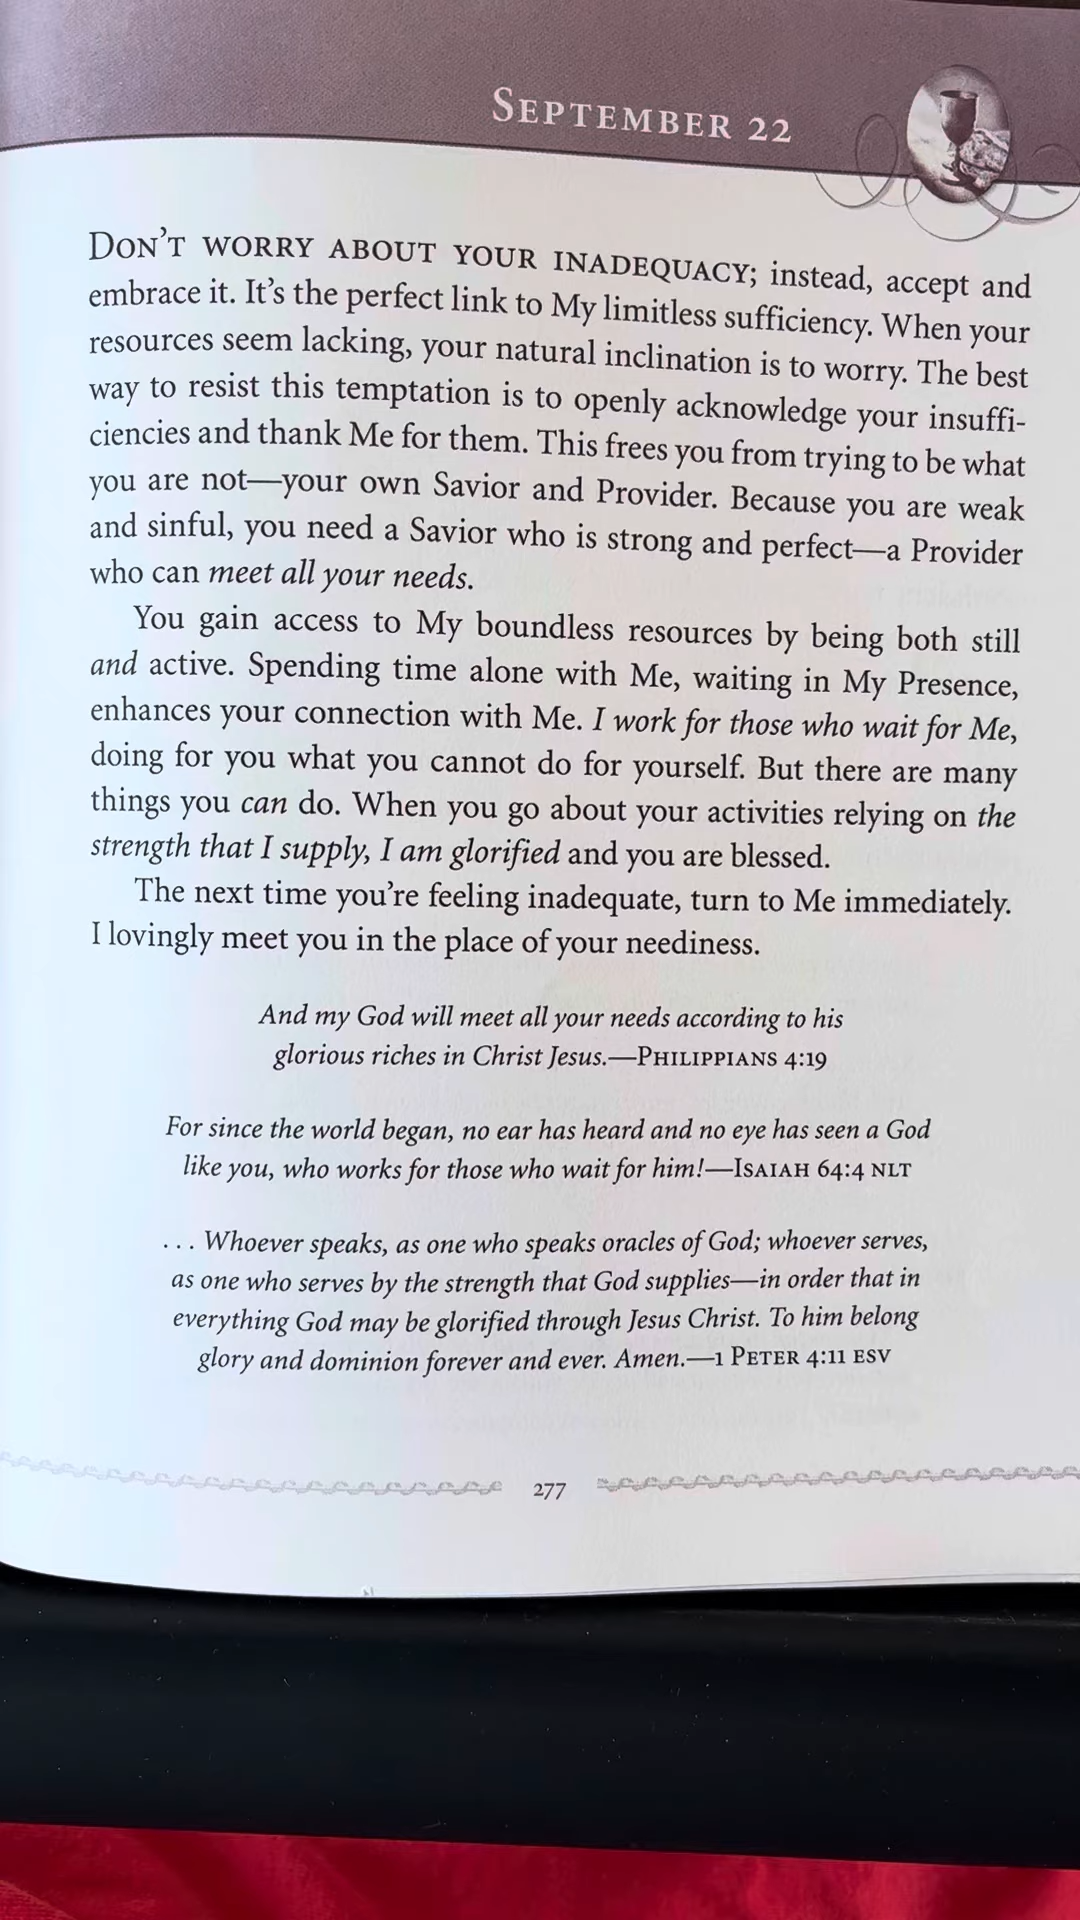 September 22
Don't worry about your inadequacy; instead, accept and
embrace it. It's the perfect link to My limitless sufficiency. When your
resources seem lacking, your natural inclination is to worry. The best
way to resist this temptation is to openly acknowledge your insuffi-
ciencies and thank Me for them. This frees you from trying to be what
you are not—your own Savior and Provider. Because you are weak
and sinful, you need a Savior who is strong and perfect—a Provider
who can meet all your needs.
You gain access to My boundless resources by being both still
and active. Spending time alone with Me, waiting in My Presence,
enhances your connection with Me. I work for those who wait for Me,
doing for you what you cannot do for yourself. But there are many
things you can do. When you go about your activities relying on the
strength that I supply, I am glorified and you are blessed.
The next time you're feeling inadequate, turn to Me immediately.
I lovingly meet you in the place of your neediness.
And my God will meet all your needs according to his
glorious riches in Christ Jesus.—Philippians 4:19
For since the world began, no ear has heard and no eye has seen a God
like you, who works for those who wait for him!—Isaiah 64:4 NLT
. . . Whoever speaks, as one who speaks oracles of God; whoever serves,
as one who serves by the strength that God supplies—in order that in
everything God may be glorified through Jesus Christ. To him belong
glory and dominion forever and ever. Amen.—1 Peter 4:11 ESV
277